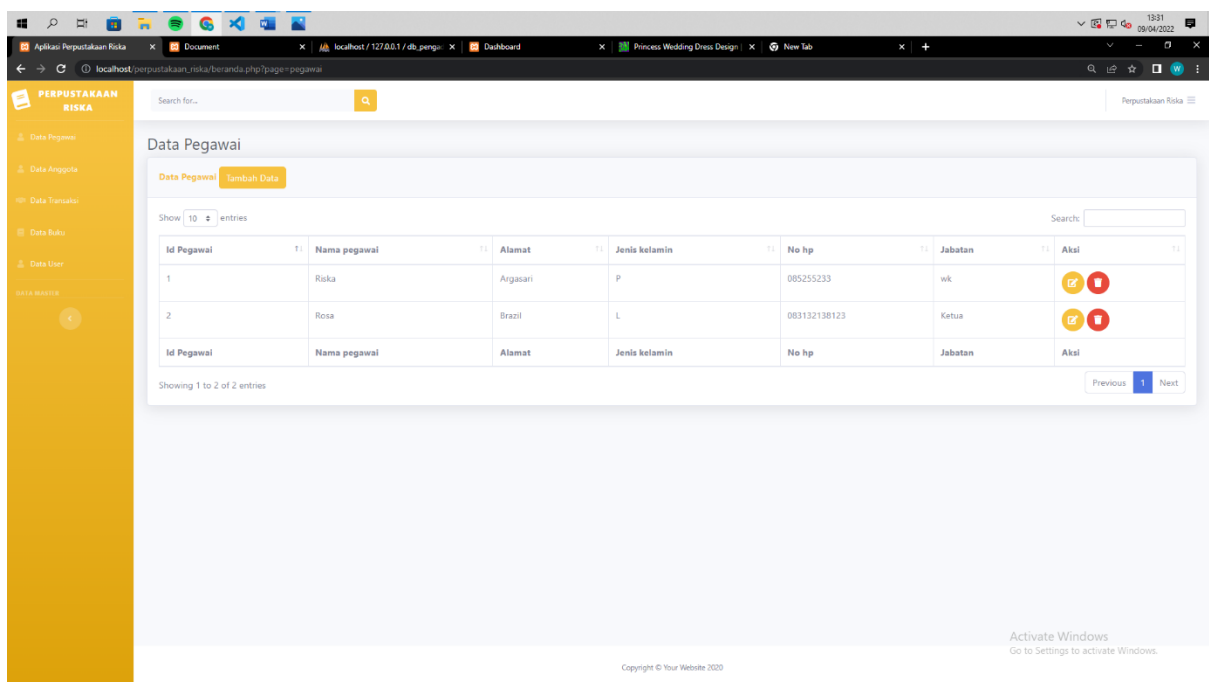 13:31
09/04/2022
Aplikasi Perpustakaan Riska
Document
localhost / 127.0.0.1 / db_pengac
Dashboard
Princess Wedding Dress Design |
New Tab
localhost/perpustakaan_riska/beranda.php?page=pegawai
W
PERPUSTAKAAN
RISKA
Search for...
Perpustakaan Riska
Data Pegawai
Data Anggota
Data Transaksi
Data Buku
Data User
DATA MASTER
Data Pegawai
Data Pegawai Tambah Data
Show 10 entries
Search:
Id Pegawai Nama pegawai Alamat Jenis kelamin No hp Jabatan Aksi
1 Riska Argasari P 085255233 wk
2 Rosa Brazil L 083132138123 Ketua
Id Pegawai Nama pegawai Alamat Jenis kelamin No hp Jabatan Aksi
Showing 1 to 2 of 2 entries
Previous 1 Next
Activate Windows
Go to Settings to activate Windows.
Copyright © Your Website 2020